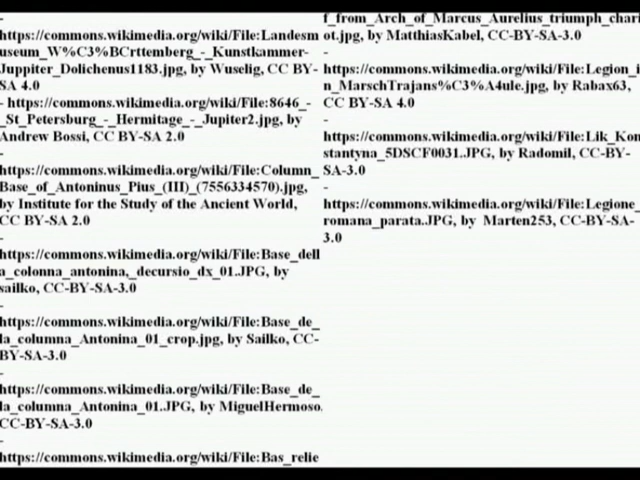 -
https://commons.wikimedia.org/wiki/File:Landesm
useum_W%C3%BCrttemberg_-_Kunstkammer-
Juppiter_Dolichenus1183.jpg, by Wuselig, CC BY-
SA 4.0
- https://commons.wikimedia.org/wiki/File:8646_-
_St_Petersburg_-_Hermitage_-_Jupiter2.jpg, by
Andrew Bossi, CC BY-SA 2.0
-
https://commons.wikimedia.org/wiki/File:Column_
Base_of_Antoninus_Pius_(III)_(7556334570).jpg,
by Institute for the Study of the Ancient World,
CC BY-SA 2.0
-
https://commons.wikimedia.org/wiki/File:Base_dell
a_colonna_antonina,_decursio_dx_01.JPG, by
sailko, CC-BY-SA-3.0
-
https://commons.wikimedia.org/wiki/File:Base_de_
la_columna_Antonina_01_crop.jpg, by Sailko, CC-
BY-SA-3.0
-
https://commons.wikimedia.org/wiki/File:Base_de_
la_columna_Antonina_01.JPG, by MiguelHermoso,
CC-BY-SA-3.0
-
https://commons.wikimedia.org/wiki/File:Bas_relie
f_from_Arch_of_Marcus_Aurelius_triumph_chari
ot.jpg, by MatthiasKabel, CC-BY-SA-3.0
-
https://commons.wikimedia.org/wiki/File:Legion_i
n_MarschTrajans%C3%A4ule.jpg, by Rabax63,
CC BY-SA 4.0
-
https://commons.wikimedia.org/wiki/File:Lik_Kon
stantyna_5DSCF0031.JPG, by Radomil, CC-BY-
SA-3.0
-
https://commons.wikimedia.org/wiki/File:Legione_
romana_parata.JPG, by Marten253, CC-BY-SA-
3.0